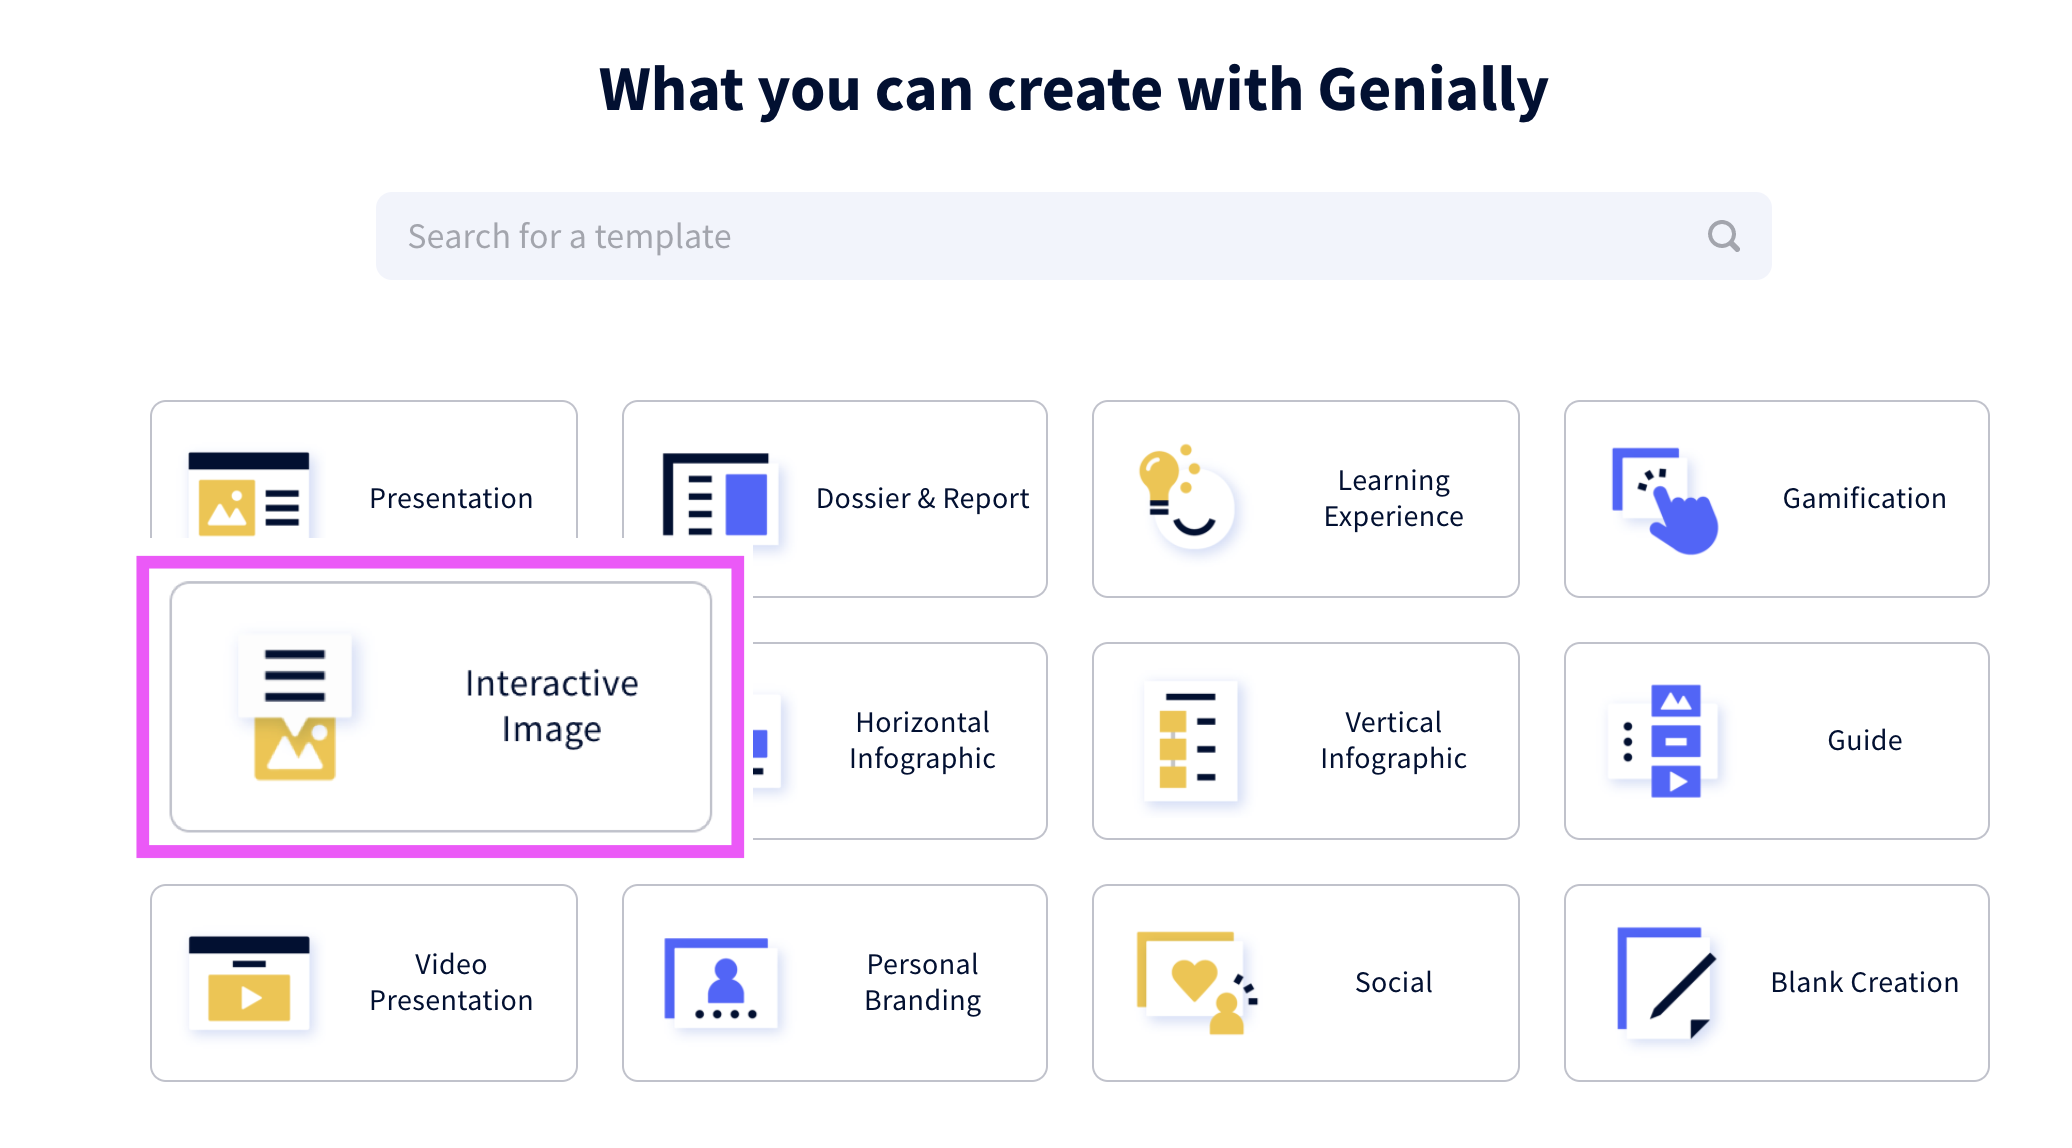 What you can create with Genially
Search for a template
Presentation
Dossier & Report
Learning
Experience
Gamification
Interactive
Image
Horizontal
Infographic
Vertical
Infographic
Guide
Video
Presentation
Personal
Branding
Social
Blank Creation